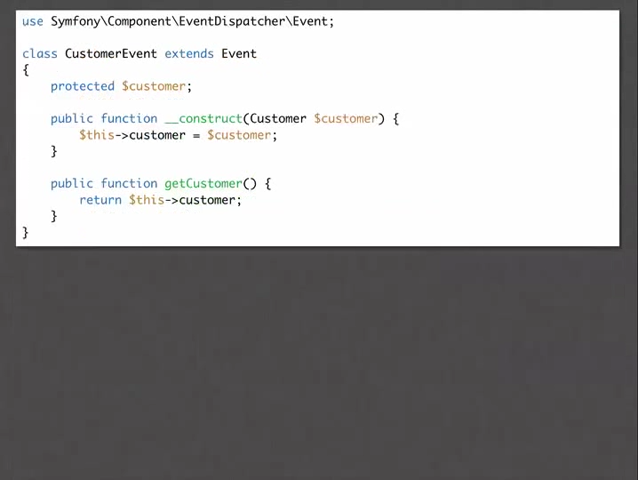 use Symfony\Component\EventDispatcher\Event;
class CustomerEvent extends Event
{
protected $customer;
public function __construct(Customer $customer) {
$this->customer = $customer;
}
public function getCustomer() {
return $this->customer;
}
}